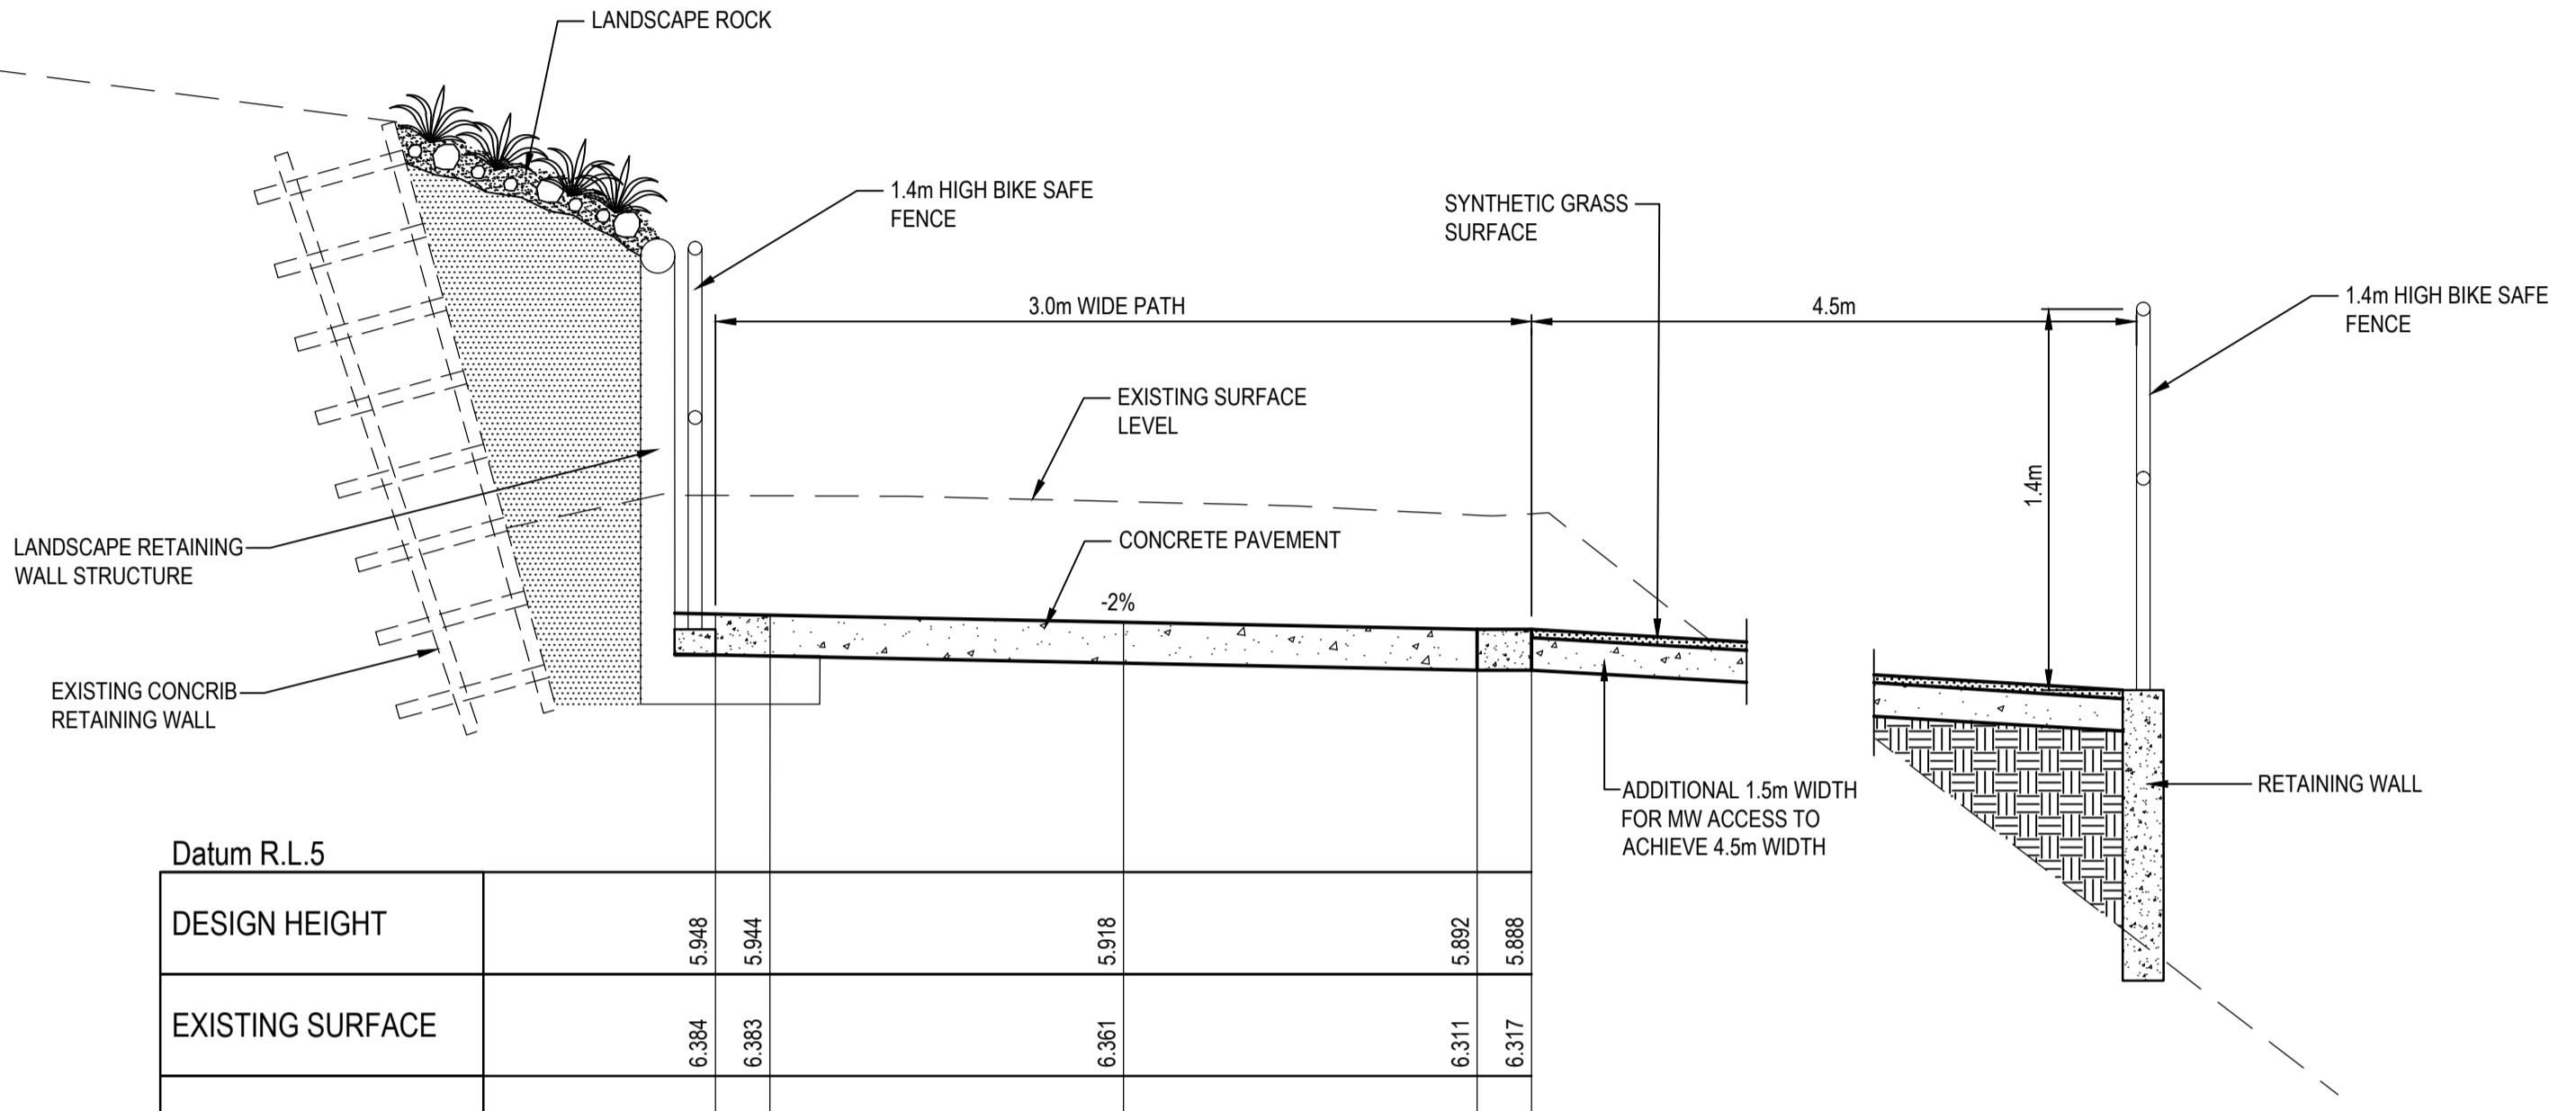 LANDSCAPE ROCK
1.4m HIGH BIKE SAFE
FENCE
SYNTHETIC GRASS
SURFACE
3.0m WIDE PATH
4.5m
1.4m HIGH BIKE SAFE
FENCE
EXISTING SURFACE
LEVEL
1.4m
LANDSCAPE RETAINING
WALL STRUCTURE
CONCRETE PAVEMENT
-2%
EXISTING CONCRIB
RETAINING WALL
ADDITIONAL 1.5m WIDTH
FOR MW ACCESS TO
ACHIEVE 4.5m WIDTH
RETAINING WALL
Datum R.L.5
DESIGN HEIGHT 5.948 5.944 5.918 5.892 5.888
EXISTING SURFACE 6.384 6.383 6.361 6.311 6.317